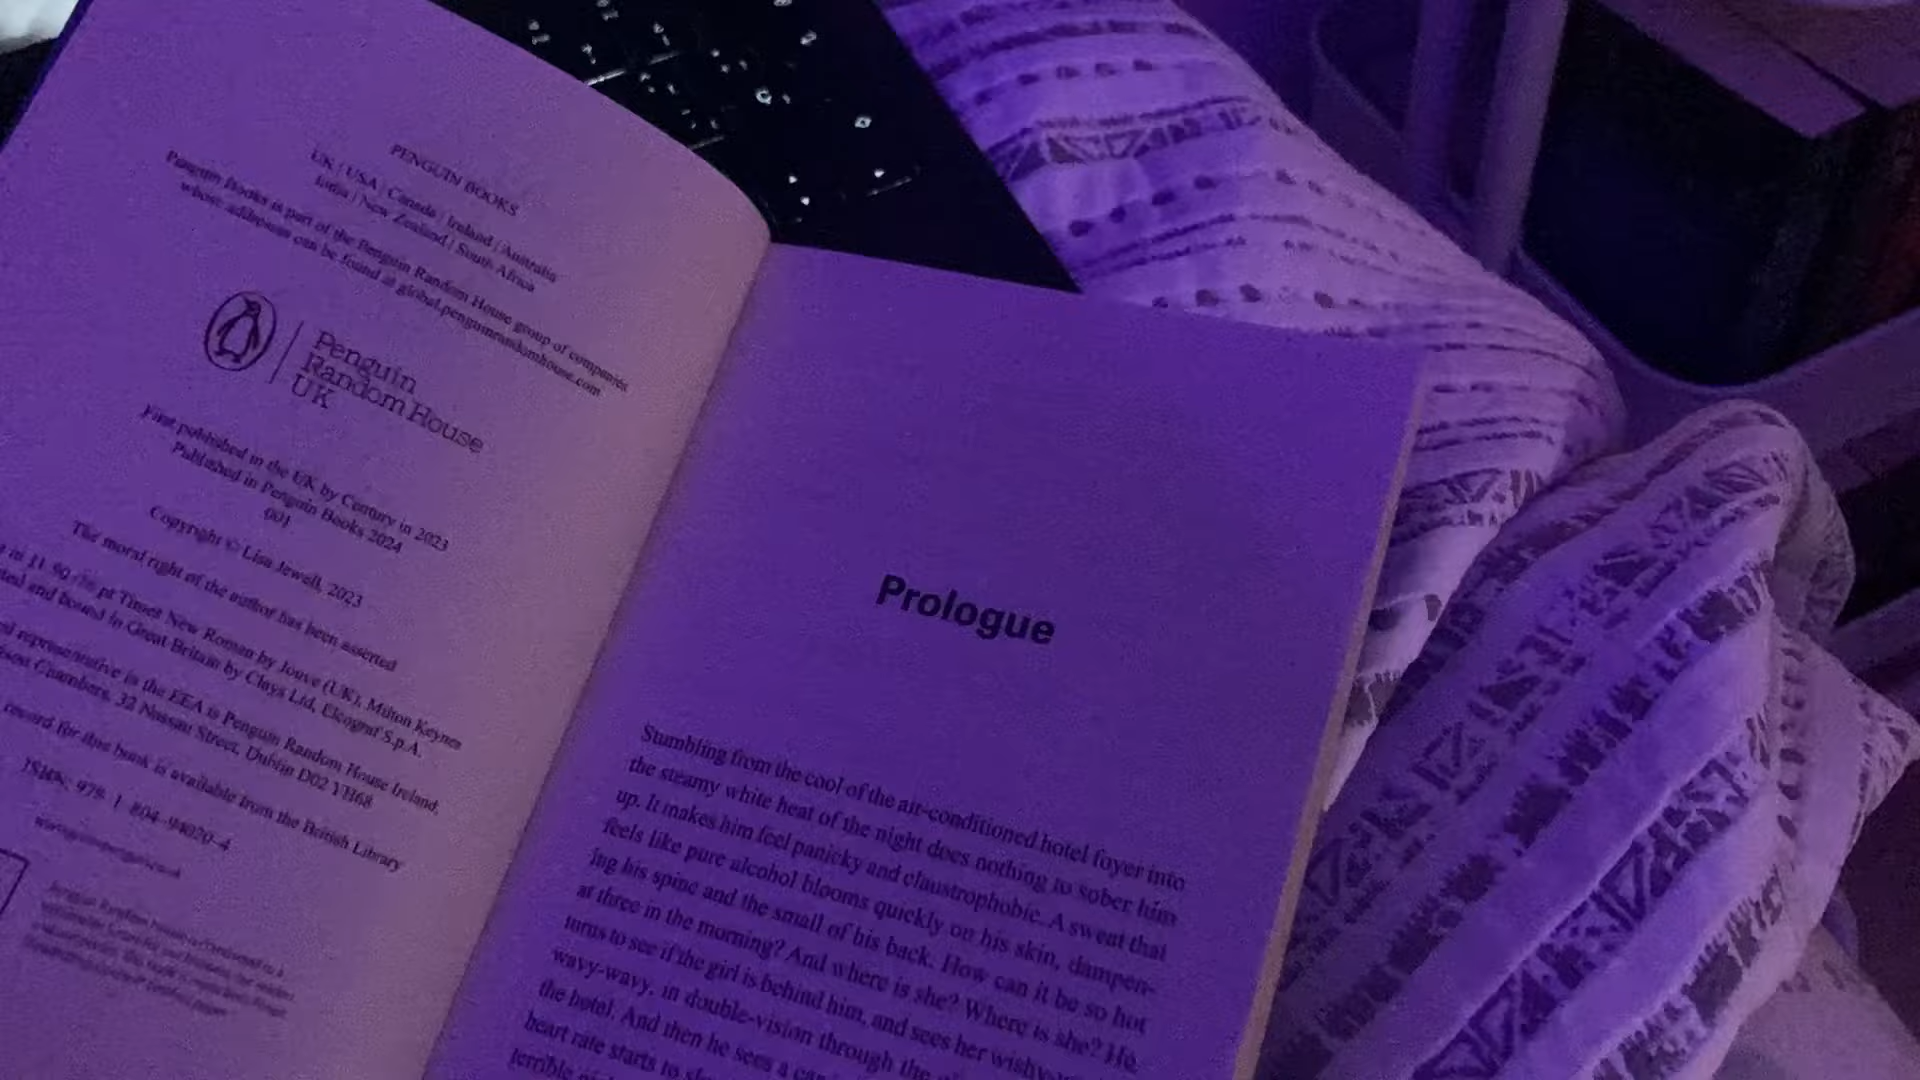 PENGUIN BOOKS
UK | USA | Canada | Ireland | Australia
India | New Zealand | South Africa
Penguin Books is part of the Penguin Random House group of companies
whose addresses can be found at global.penguinrandomhouse.com
Penguin
Random House
UK
First published in the UK by Century in 2023
Published in Penguin Books 2024
001
Copyright © Lisa Jewell, 2023
The moral right of the author has been asserted
in 11.90/16 pt Times New Roman by Jouve (UK), Milton Keynes
and bound in Great Britain by Clays Ltd, Elcograf S.p.A.
representative in the EEA is Penguin Random House Ireland,
Chambers, 32 Nassau Street, Dublin D02 YH68
record for this book is available from the British Library
ISBN: 978-1-804-94020-4
Prologue
Stumbling from the cool of the air-conditioned hotel foyer into
the steamy white heat of the night does nothing to sober him
up. It makes him feel panicky and claustrophobic. A sweat that
feels like pure alcohol blooms quickly on his skin, dampen-
ing his spine and the small of his back. How can it be so hot
at three in the morning? And where is she? Where is she? He
turns to see if the girl is behind him, and sees her wishy-
wavy-wavy, in double-vision through the
the hotel. And then he sees a car
heart rate starts to
terrible